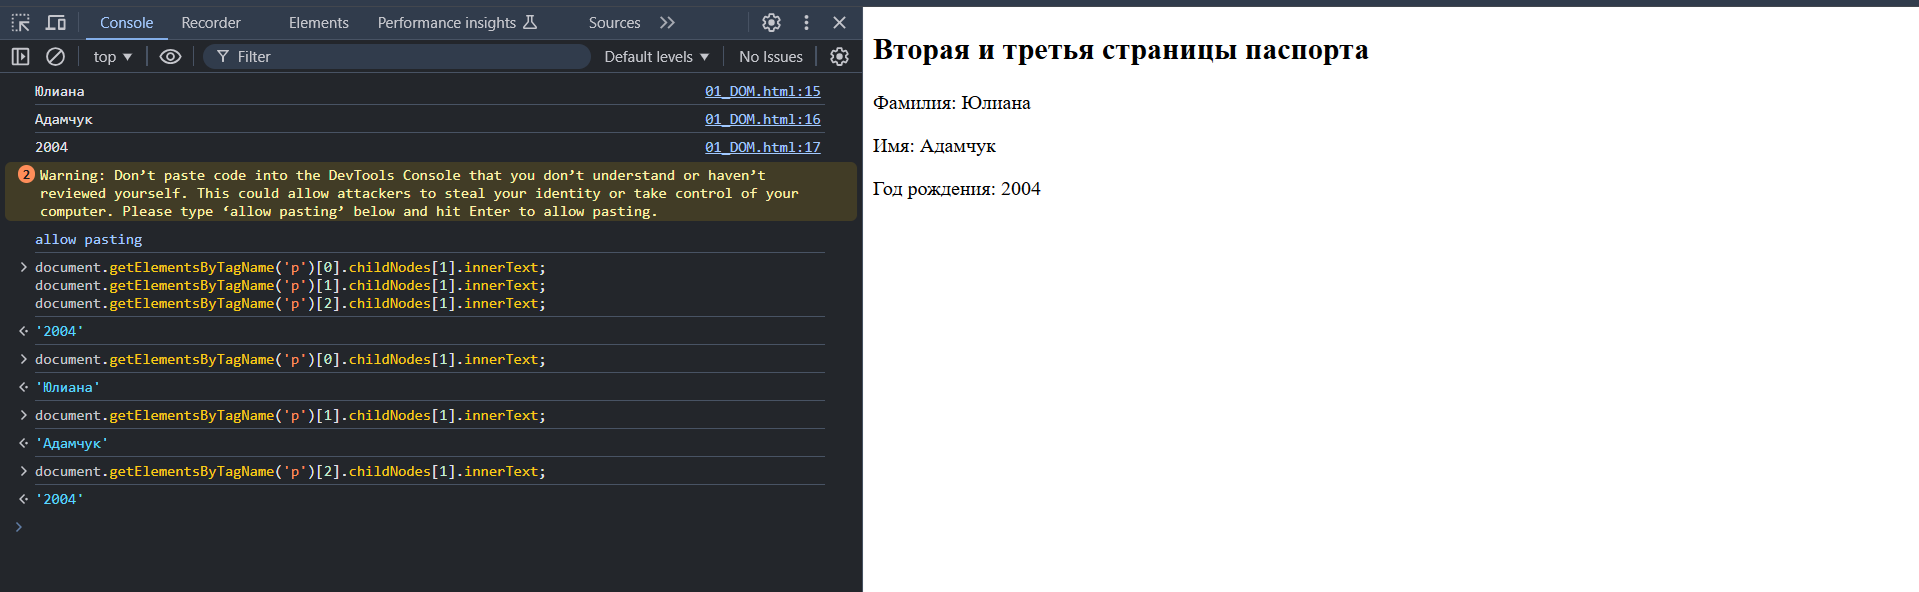 Console Recorder Elements Performance insights Sources
top Filter Default levels No Issues
Юлиана 01_DOM.html:15
Адамчук 01_DOM.html:16
2004 01_DOM.html:17
2 Warning: Don’t paste code into the DevTools Console that you don’t understand or haven’t
reviewed yourself. This could allow attackers to steal your identity or take control of your
computer. Please type ‘allow pasting’ below and hit Enter to allow pasting.
allow pasting
document.getElementsByTagName('p')[0].childNodes[1].innerText;
document.getElementsByTagName('p')[1].childNodes[1].innerText;
document.getElementsByTagName('p')[2].childNodes[1].innerText;
'2004'
document.getElementsByTagName('p')[0].childNodes[1].innerText;
'Юлиана'
document.getElementsByTagName('p')[1].childNodes[1].innerText;
'Адамчук'
document.getElementsByTagName('p')[2].childNodes[1].innerText;
'2004'
Вторая и третья страницы паспорта
Фамилия: Юлиана
Имя: Адамчук
Год рождения: 2004